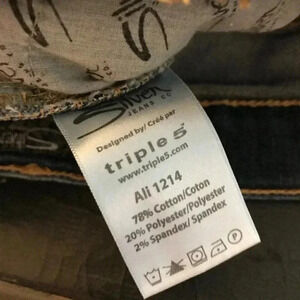 Silver
JEANS CO
Designed by/ Créé par
triple 5
www.triple5.com
Ali 1214
78% Cotton/Coton
20% Polyester/Polyester
2% Spandex/Spandex